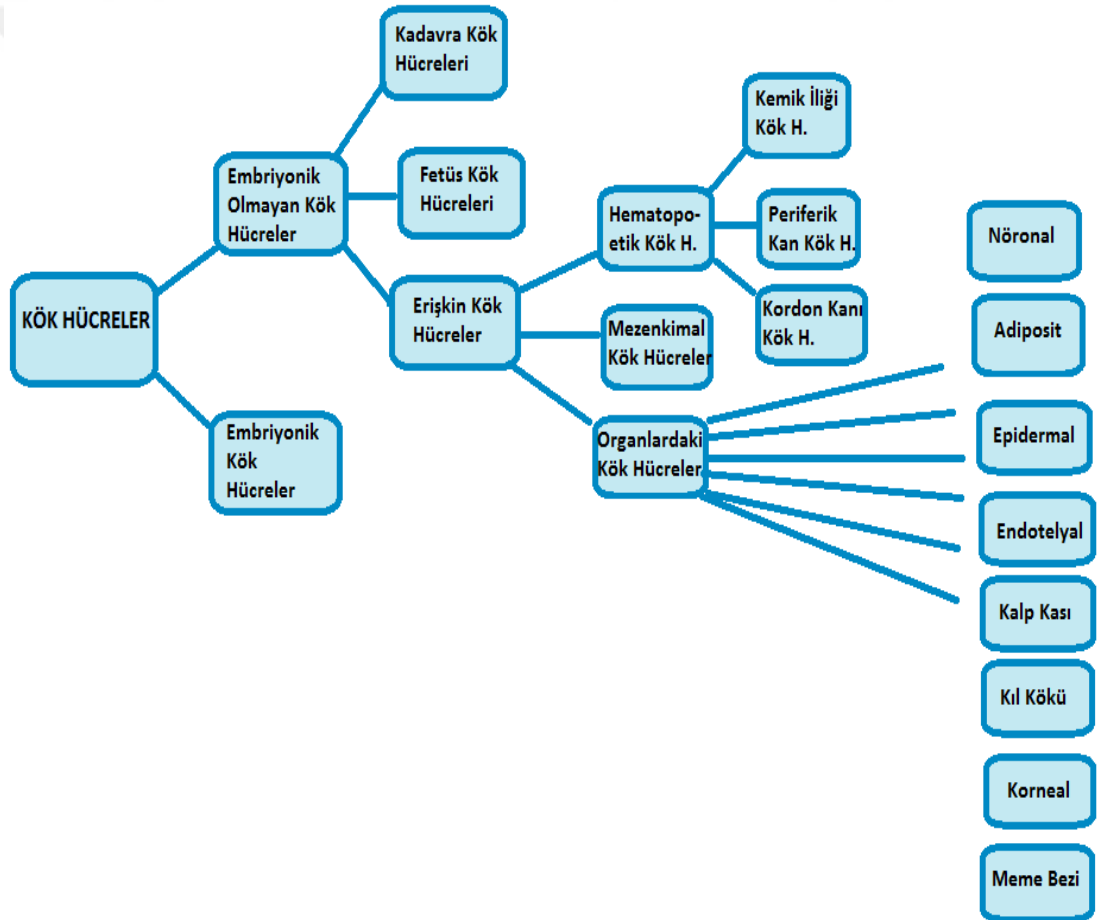 KÖK HÜCRELER
Embriyonik
Olmayan Kök
Hücreler
Embriyonik
Kök
Hücreler
Kadavra Kök
Hücreleri
Fetüs Kök
Hücreleri
Erişkin Kök
Hücreler
Hematopo-
etik Kök H.
Mezenkimal
Kök Hücreler
Organlardaki
Kök Hücreler
Kemik İliği
Kök H.
Periferik
Kan Kök H.
Kordon Kanı
Kök H.
Nöronal
Adiposit
Epidermal
Endotelyal
Kalp Kası
Kıl Kökü
Korneal
Meme Bezi